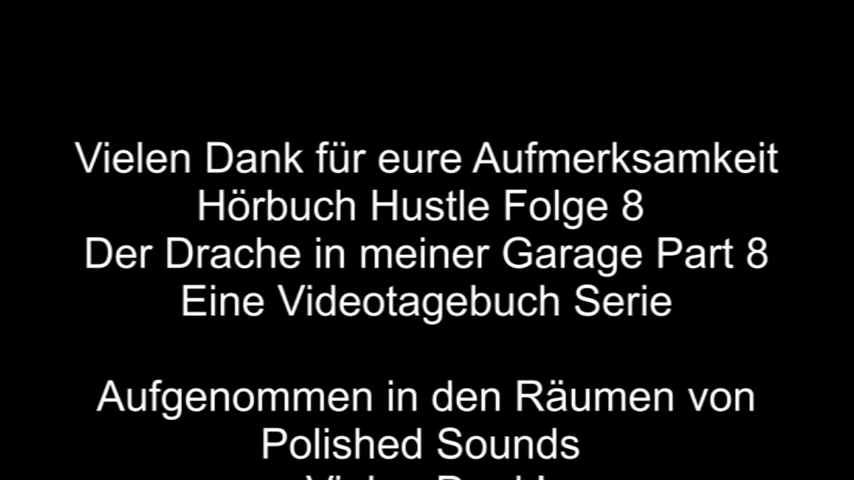 Vielen Dank für eure Aufmerksamkeit
Hörbuch Hustle Folge 8
Der Drache in meiner Garage Part 8
Eine Videotagebuch Serie
Aufgenommen in den Räumen von
Polished Sounds